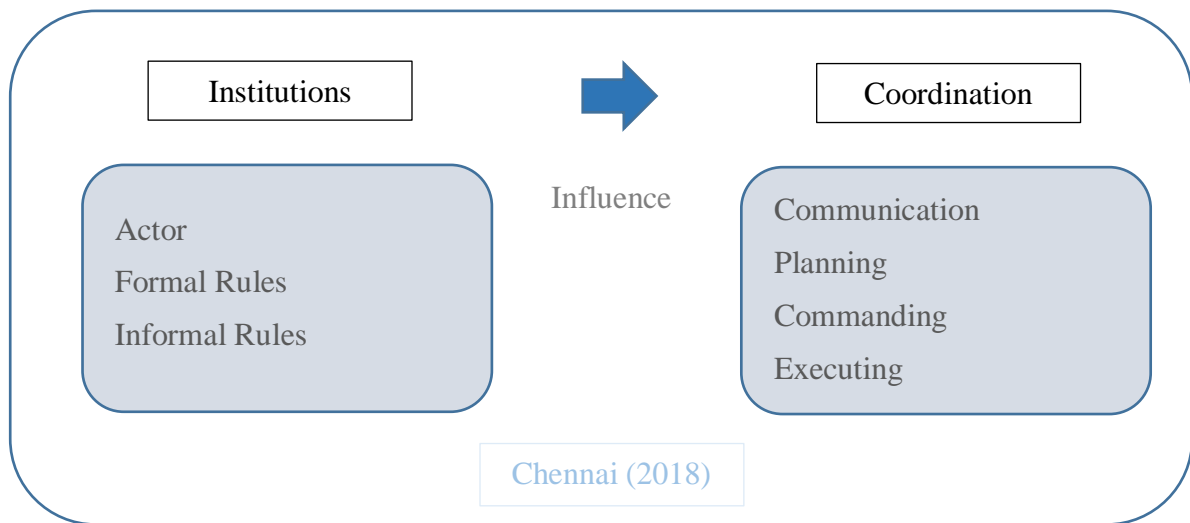 Institutions
Coordination
Influence
Actor
Formal Rules
Informal Rules
Communication
Planning
Commanding
Executing
Chennai (2018)